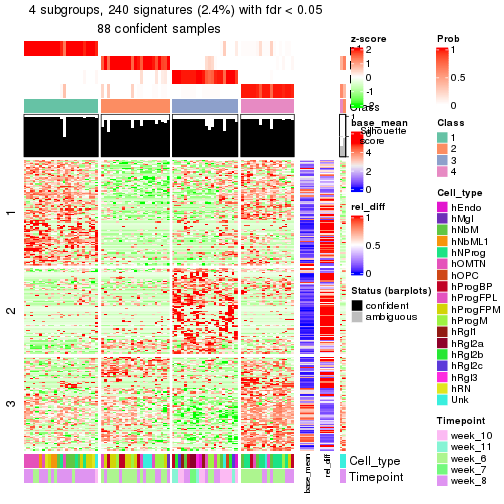 4 subgroups, 240 signatures (2.4%) with fdr < 0.05
88 confident samples
z-score
2
1
0
-1
-2
Prob
1
0.5
0
Class
1
0
Silhouette
score
base_mean
6
4
2
0
Class
1
2
3
4
rel_diff
1
0.5
0
Status (barplots)
confident
ambiguous
Cell_type
hEndo
hMgl
hNbM
hNbML1
hNProg
hOMTN
hOPC
hProgBP
hProgFPL
hProgFPM
hProgM
hRgl1
hRgl2a
hRgl2b
hRgl2c
hRgl3
hRN
Unk
Timepoint
week_10
week_11
week_6
week_7
week_8
1
2
3
Cell_type
Timepoint
base_mean
rel_diff